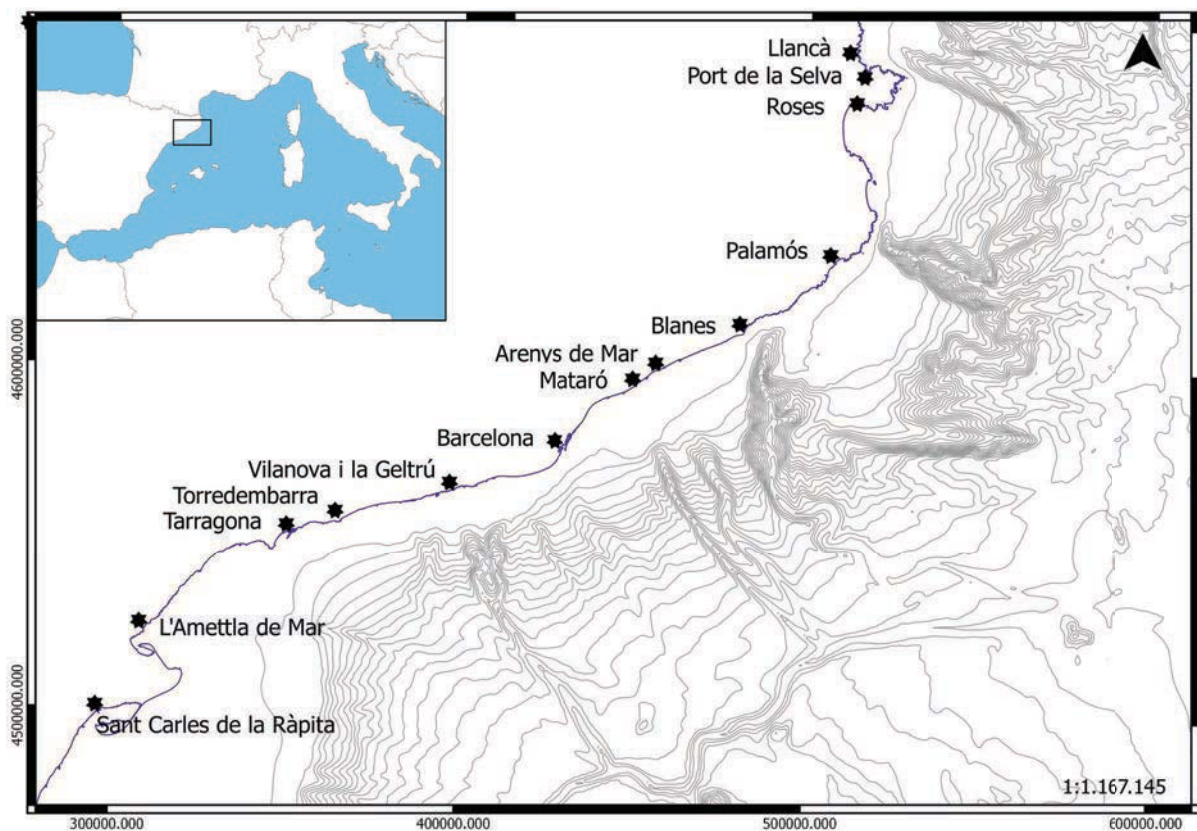 Llancà
Port de la Selva
Roses
Palamós
Blanes
Arenys de Mar
Mataró
Barcelona
Vilanova i la Geltrú
Torredembarra
Tarragona
L'Amettla de Mar
Sant Carles de la Ràpita
4600000.000
4500000.000
1:1.167.145
300000.000
400000.000
500000.000
600000.000